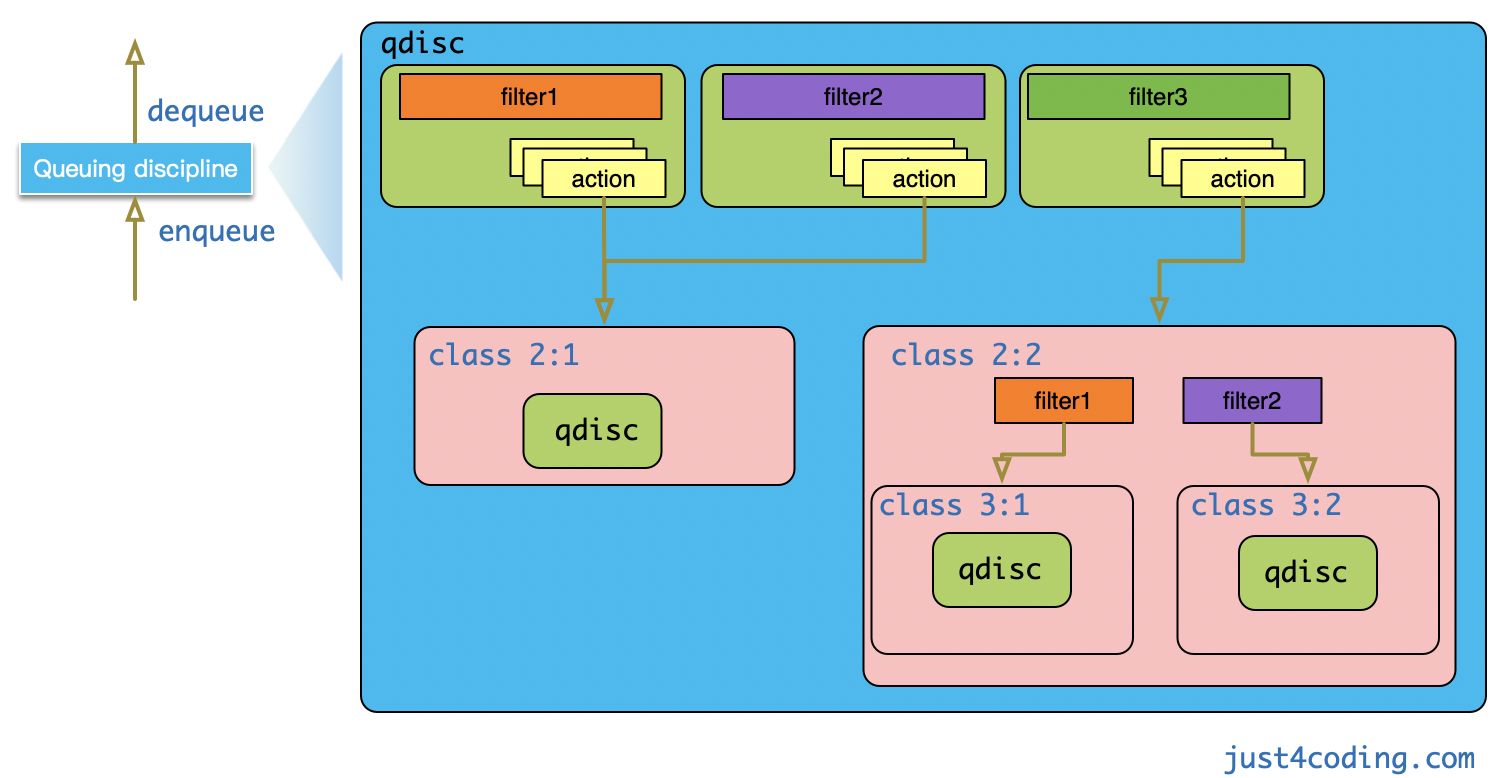 qdisc
filter1
filter2
filter3
dequeue
Queuing discipline
action
action
action
enqueue
class 2:1
class 2:2
filter1
filter2
qdisc
class 3:1
class 3:2
qdisc
qdisc
just4coding.com